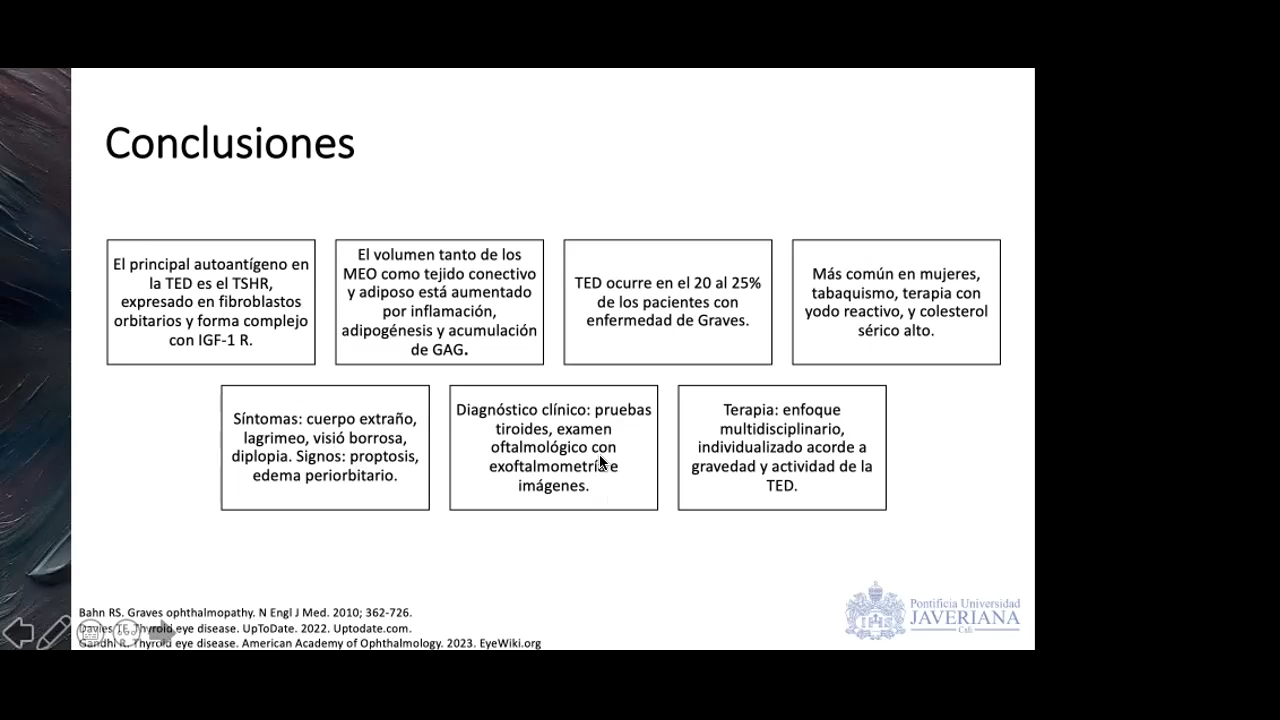 Conclusiones
El principal autoantígeno en
la TED es el TSHR,
expresado en fibroblastos
orbitarios y forma complejo
con IGF-1 R.
El volumen tanto de los
MEO como tejido conectivo
y adiposo está aumentado
por inflamación,
adipogénesis y acumulación
de GAG.
TED ocurre en el 20 al 25%
de los pacientes con
enfermedad de Graves.
Más común en mujeres,
tabaquismo, terapia con
yodo reactivo, y colesterol
sérico alto.
Síntomas: cuerpo extraño,
lagrimeo, visió borrosa,
diplopia. Signos: proptosis,
edema periorbitario.
Diagnóstico clínico: pruebas
tiroides, examen
oftalmológico con
exoftalmometría e
imágenes.
Terapia: enfoque
multidisciplinario,
individualizado acorde a
gravedad y actividad de la
TED.
Bahn RS. Graves ophthalmopathy. N Engl J Med. 2010; 362-726.
Davies TF. Thyroid eye disease. UpToDate. 2022. Uptodate.com.
Gandhi R. Thyroid eye disease. American Academy of Ophthalmology. 2023. EyeWiki.org
Pontificia Universidad
JAVERIANA
Cali
IHS